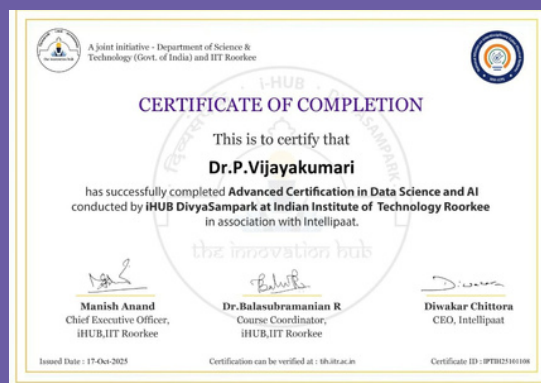 A joint initiative - Department of Science &
Technology (Govt. of India) and IIT Roorkee
I-HUB DIVYASAMPARK
दिव्यसंपर्क
CERTIFICATE OF COMPLETION
This is to certify that
Dr.P.Vijayakumari
has successfully completed Advanced Certification in Data Science and AI
conducted by iHUB DivyaSampark at Indian Institute of Technology Roorkee
in association with Intellipaat.
the innovation hub
Manish Anand
Chief Executive Officer,
iHUB,IIT Roorkee
Dr.Balasubramanian R
Course Coordinator,
iHUB,IIT Roorkee
Diwakar Chittora
CEO, Intellipaat
Issued Date : 17-Oct-2025
Certification can be verified at : tih.iitr.ac.in
Certificate ID : IPTIH25101108